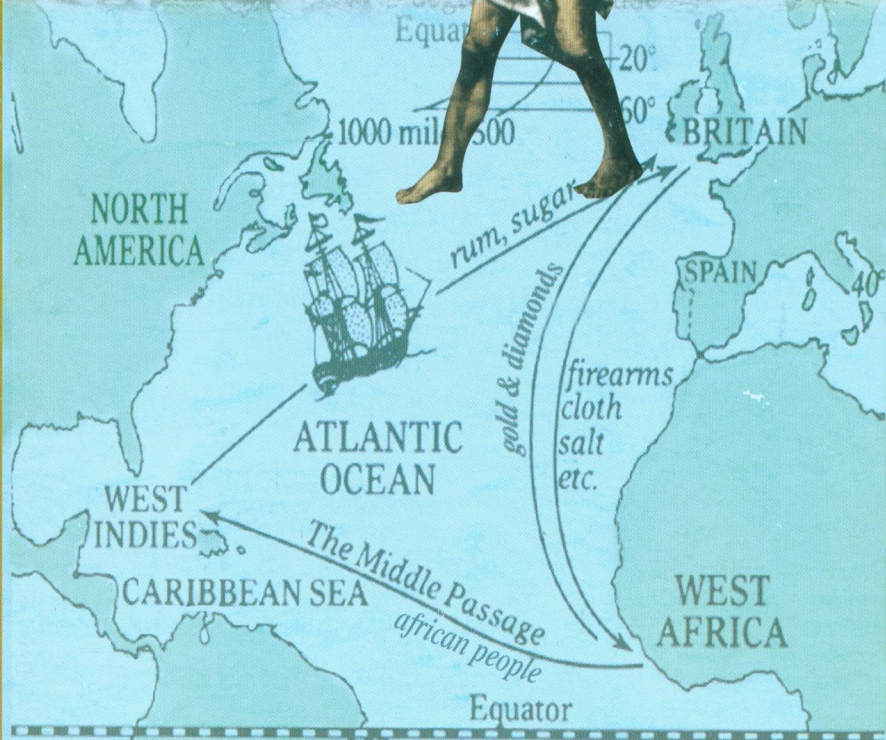 Equa
20°
60°
1000 mil 500
BRITAIN
NORTH
AMERICA
rum, sugar
SPAIN
40°
gold & diamonds
firearms
cloth
salt
etc.
ATLANTIC
OCEAN
WEST
INDIES
The Middle Passage
african people
CARIBBEAN SEA
WEST
AFRICA
Equator